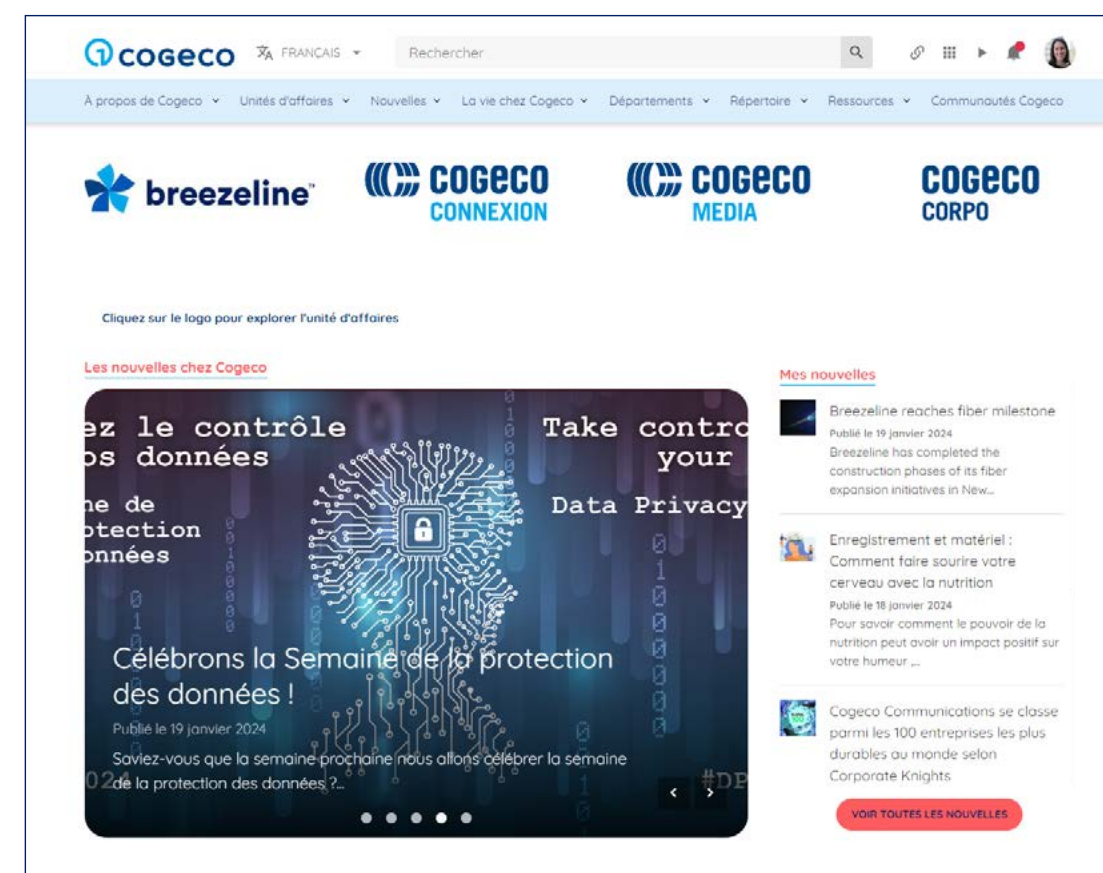 cogeco FRANÇAIS Rechercher
À propos de Cogeco Unités d'affaires Nouvelles La vie chez Cogeco Départements Répertoire Ressources Communautés Cogeco
breezeline™
COGECO
CONNEXION
COGECO
MEDIA
COGECO
CORPO
Cliquez sur le logo pour explorer l'unité d'affaires
Les nouvelles chez Cogeco
ez le contrôle
os données
ne de
otection
onnées
Take contro
your
Data Privacy
Célébrons la Semaine de la protection
des données !
Publié le 19 janvier 2024
Saviez-vous que la semaine prochaine nous allons célébrer la semaine
de la protection des données ?...
024
#DP
Mes nouvelles
Breezeline reaches fiber milestone
Publié le 19 janvier 2024
Breezeline has completed the
construction phases of its fiber
expansion initiatives in New...
Enregistrement et matériel :
Comment faire sourire votre
cerveau avec la nutrition
Publié le 18 janvier 2024
Pour savoir comment le pouvoir de la
nutrition peut avoir un impact positif sur
votre humeur ,...
Cogeco Communications se classe
parmi les 100 entreprises les plus
durables au monde selon
Corporate Knights
VOIR TOUTES LES NOUVELLES